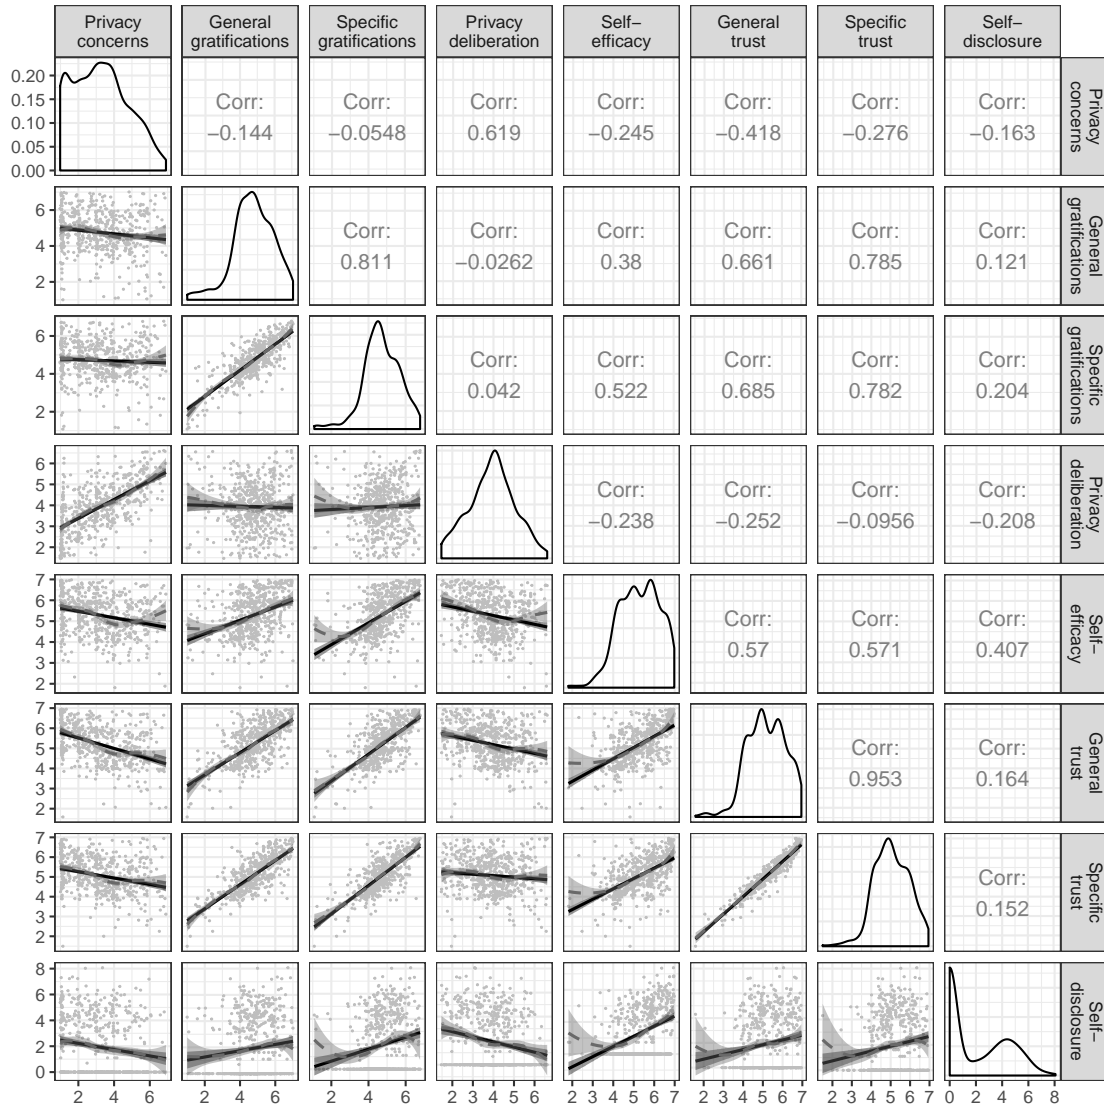 Privacy
concerns
General
gratifications
Specific
gratifications
Privacy
deliberation
Self−
efficacy
General
trust
Specific
trust
Self−
disclosure
0.20
0.15
0.10
0.05
0.00
Corr:
−0.144
Corr:
−0.0548
Corr:
0.619
Corr:
−0.245
Corr:
−0.418
Corr:
−0.276
Corr:
−0.163
Privacy
concerns
6
4
2
Corr:
0.811
Corr:
−0.0262
Corr:
0.38
Corr:
0.661
Corr:
0.785
Corr:
0.121
General
gratifications
6
4
2
Corr:
0.042
Corr:
0.522
Corr:
0.685
Corr:
0.782
Corr:
0.204
Specific
gratifications
6
5
4
3
2
Corr:
−0.238
Corr:
−0.252
Corr:
−0.0956
Corr:
−0.208
Privacy
deliberation
7
6
5
4
3
2
Corr:
0.57
Corr:
0.571
Corr:
0.407
Self−
efficacy
7
6
5
4
3
2
Corr:
0.953
Corr:
0.164
General
trust
7
6
5
4
3
2
Corr:
0.152
Specific
trust
8
6
4
2
0
Self−
disclosure
2 4 6
2 4 6
2 4 6
2 3 4 5 6
2 3 4 5 6 7
2 3 4 5 6 7
2 3 4 5 6 7
0 2 4 6 8